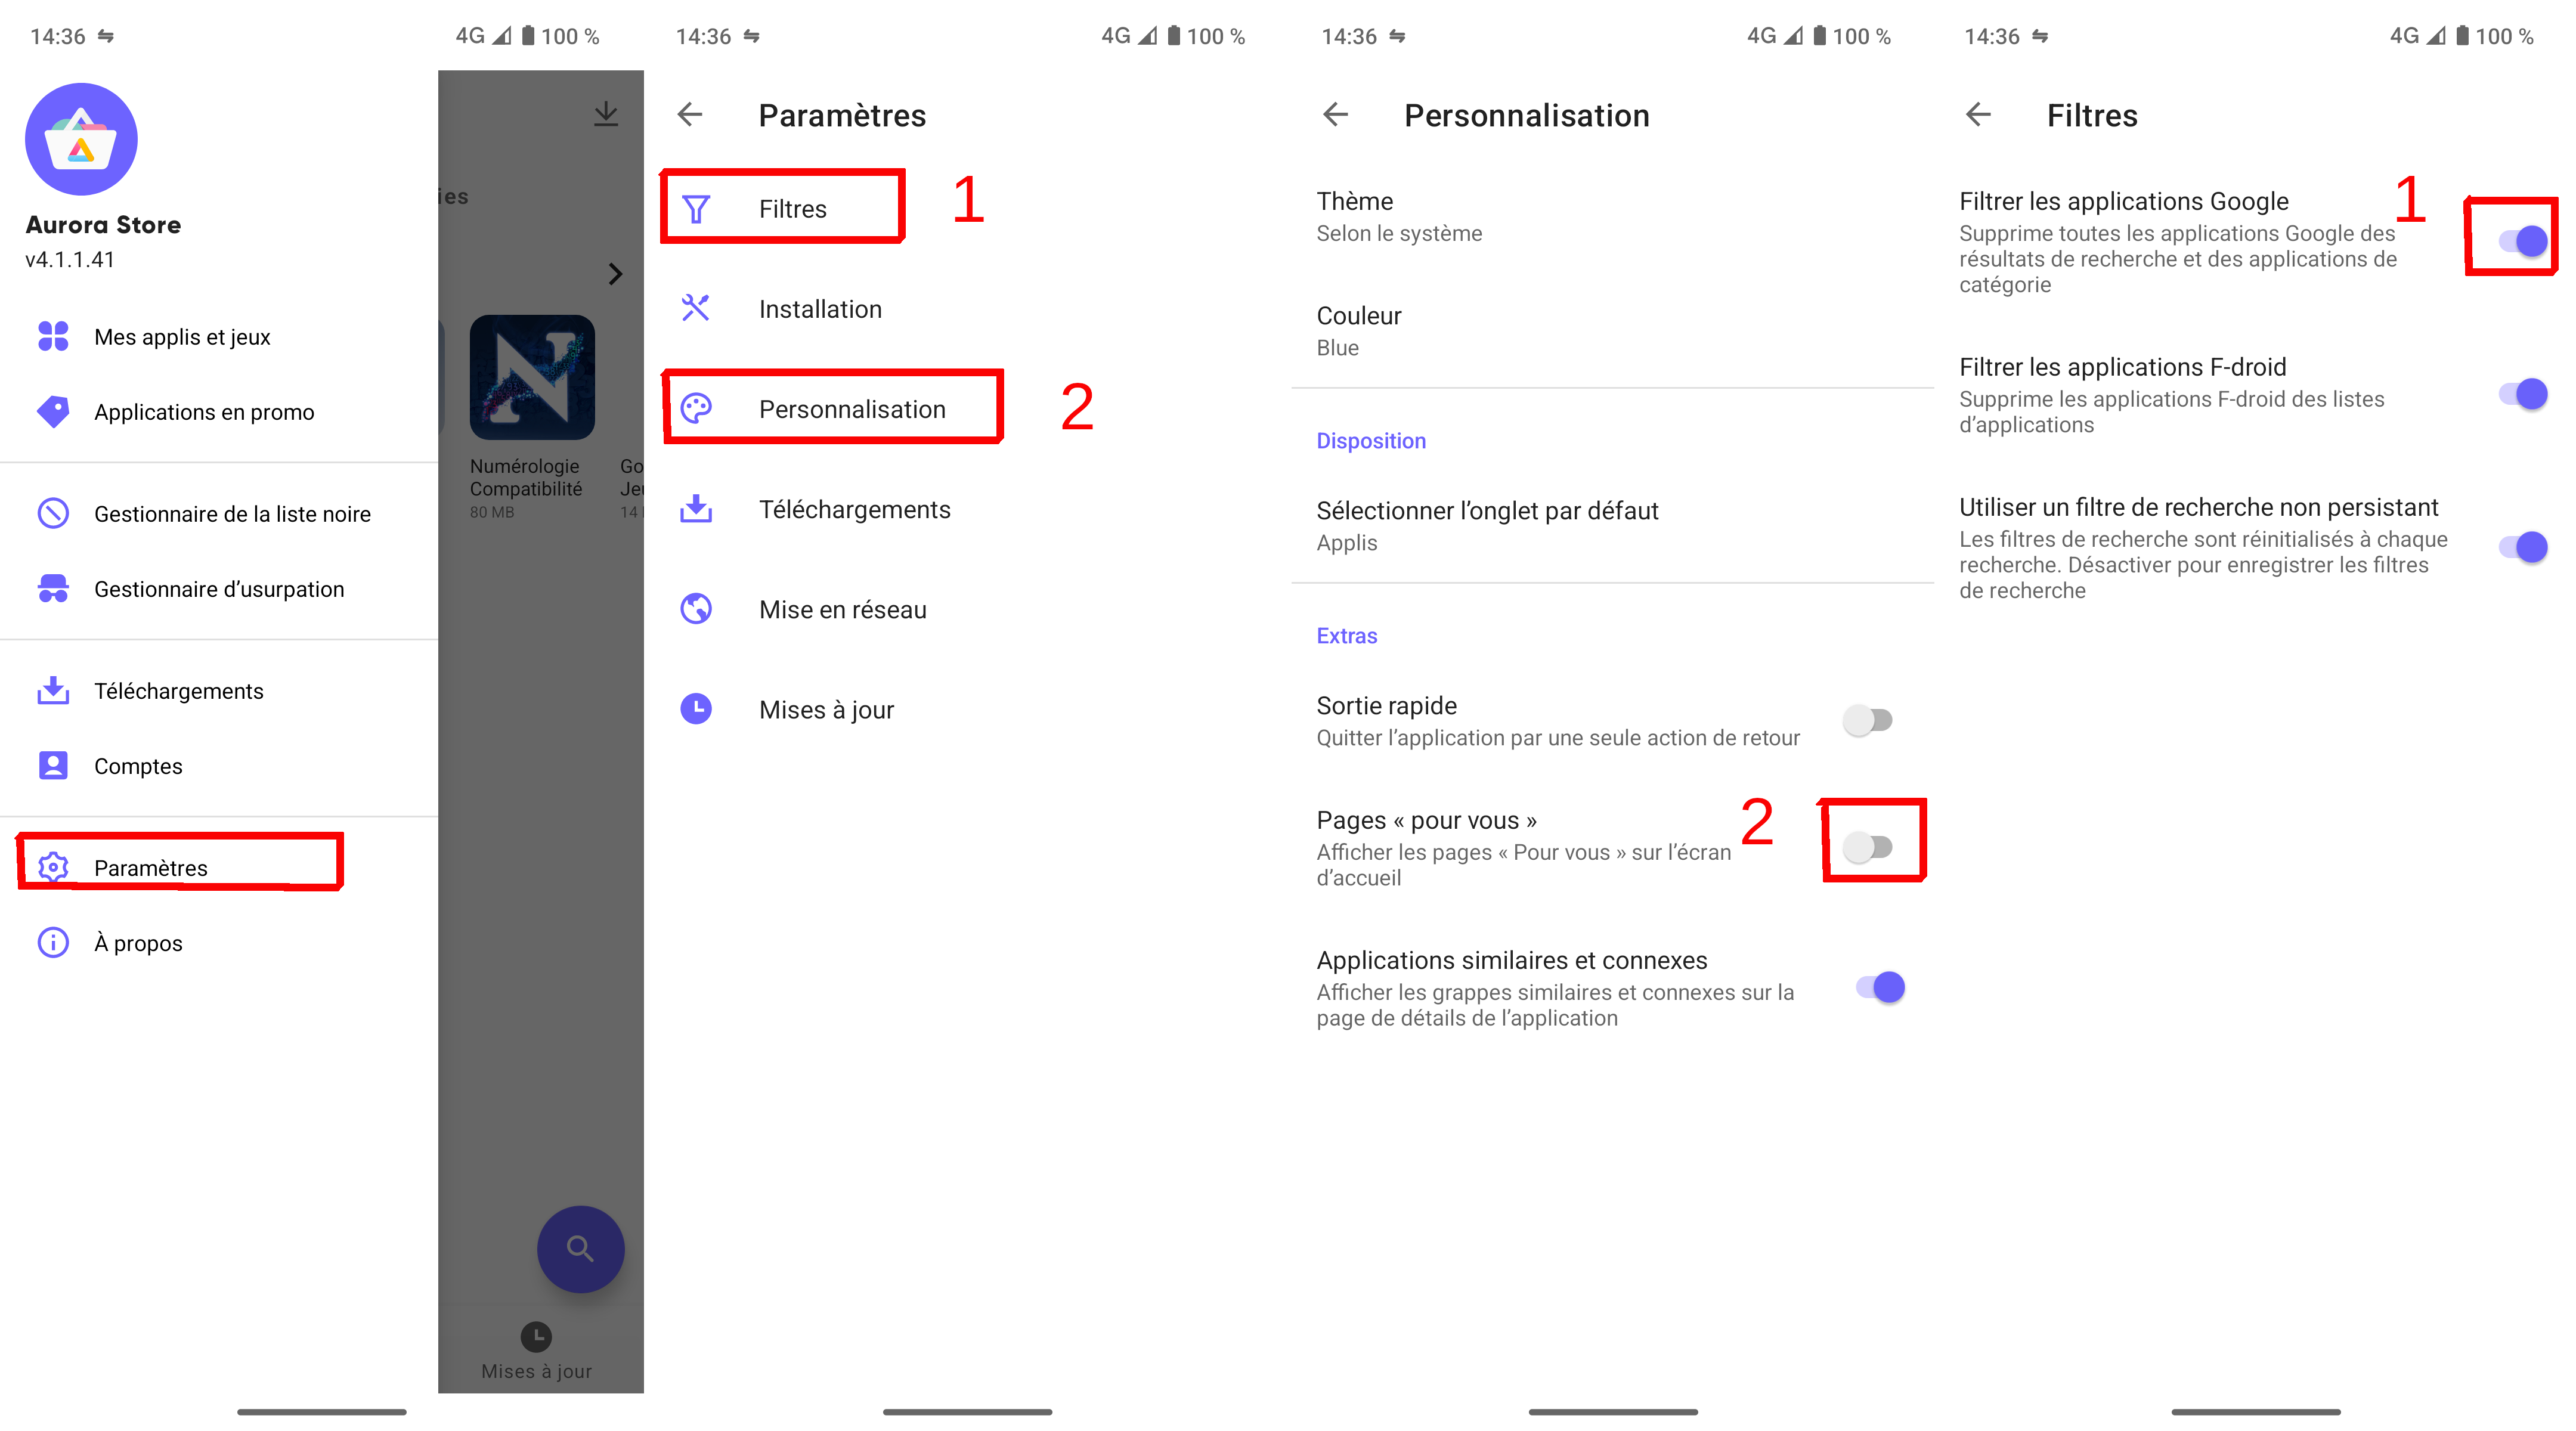 14:36
4G 100 %
Aurora Store
v4.1.1.41
Mes applis et jeux
Applications en promo
Gestionnaire de la liste noire
Gestionnaire d’usurpation
Téléchargements
Comptes
Paramètres
À propos
ies
Numérologie
Compatibilité
80 MB
Go
Jeu
14
Mises à jour
14:36
4G 100 %
Paramètres
Filtres
1
Installation
Personnalisation
2
Téléchargements
Mise en réseau
Mises à jour
14:36
4G 100 %
Personnalisation
Thème
Selon le système
Couleur
Blue
Disposition
Sélectionner l’onglet par défaut
Applis
Extras
Sortie rapide
Quitter l’application par une seule action de retour
Pages « pour vous »
Afficher les pages « Pour vous » sur l’écran
d’accueil
2
Applications similaires et connexes
Afficher les grappes similaires et connexes sur la
page de détails de l’application
14:36
4G 100 %
Filtres
Filtrer les applications Google
1
Supprime toutes les applications Google des
résultats de recherche et des applications de
catégorie
Filtrer les applications F-droid
Supprime les applications F-droid des listes
d’applications
Utiliser un filtre de recherche non persistant
Les filtres de recherche sont réinitialisés à chaque
recherche. Désactiver pour enregistrer les filtres
de recherche